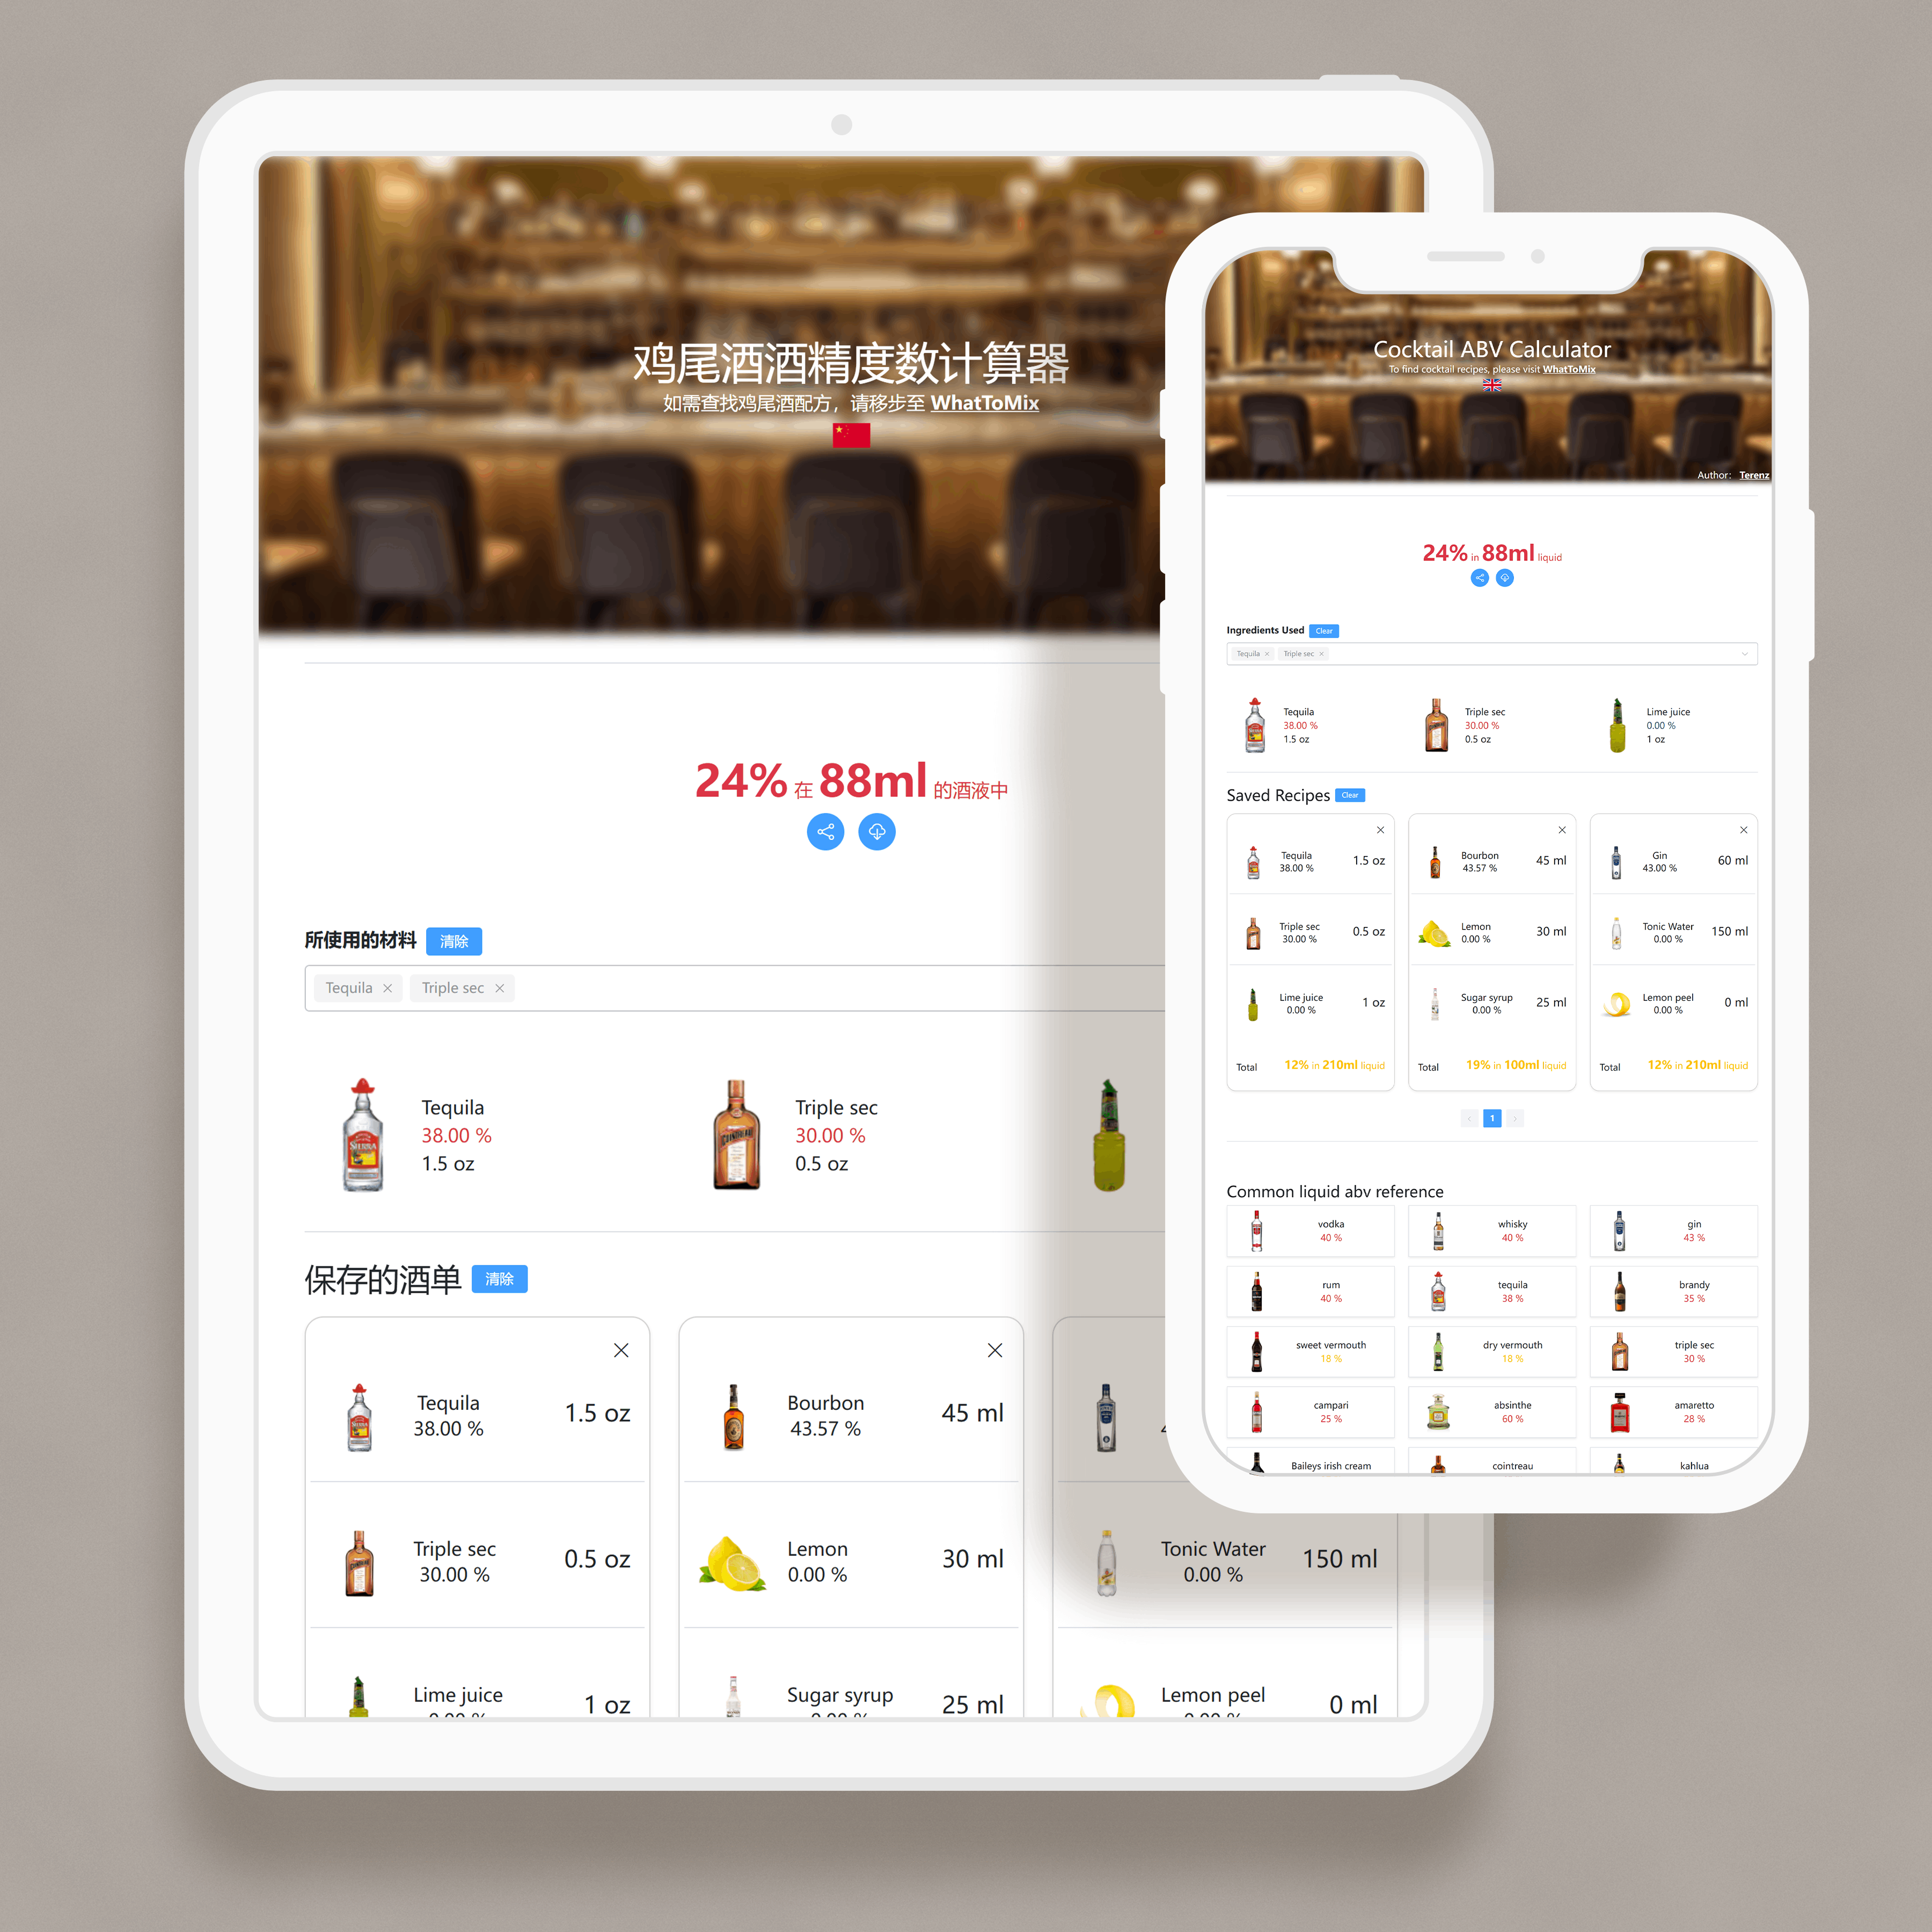 鸡尾酒酒精度数计算器
如需查找鸡尾酒配方，请移步至 WhatToMix
24% 在 88ml 的酒液中
所使用的材料 清除
Tequila Triple sec
Tequila
38.00 %
1.5 oz
Triple sec
30.00 %
0.5 oz
保存的酒单 清除
Tequila
38.00 %
1.5 oz
Triple sec
30.00 %
0.5 oz
Lime juice
1 oz
Bourbon
43.57 %
45 ml
Lemon
0.00 %
30 ml
Sugar syrup
25 ml
Tonic Water
0.00 %
150 ml
Lemon peel
0 ml
Cocktail ABV Calculator
To find cocktail recipes, please visit WhatToMix
Author: Terenz
24% in 88ml liquid
Ingredients Used Clear
Tequila Triple sec
Tequila
38.00 %
1.5 oz
Triple sec
30.00 %
0.5 oz
Lime juice
0.00 %
1 oz
Saved Recipes Clear
Tequila
38.00 %
1.5 oz
Triple sec
30.00 %
0.5 oz
Lime juice
0.00 %
1 oz
Total 12% in 210ml liquid
Bourbon
43.57 %
45 ml
Lemon
0.00 %
30 ml
Sugar syrup
0.00 %
25 ml
Total 19% in 100ml liquid
Gin
43.00 %
60 ml
Tonic Water
0.00 %
150 ml
Lemon peel
0.00 %
0 ml
Total 12% in 210ml liquid
1
Common liquid abv reference
vodka
40 %
whisky
40 %
gin
43 %
rum
40 %
tequila
38 %
brandy
35 %
sweet vermouth
18 %
dry vermouth
18 %
triple sec
30 %
campari
25 %
absinthe
60 %
amaretto
28 %
Baileys irish cream
cointreau
kahlua